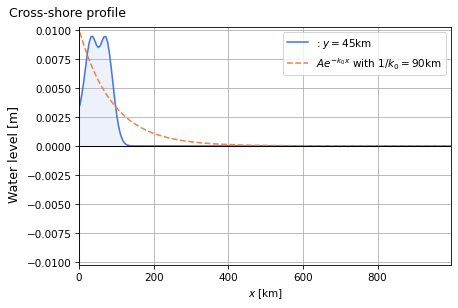 Cross-shore profile
0.0100
0.0075
0.0050
0.0025
0.0000
−0.0025
−0.0050
−0.0075
−0.0100
Water level [m]
: y = 45km
Ae^{-k_0x} with 1/k_0 = 90km
0 200 400 600 800
x [km]